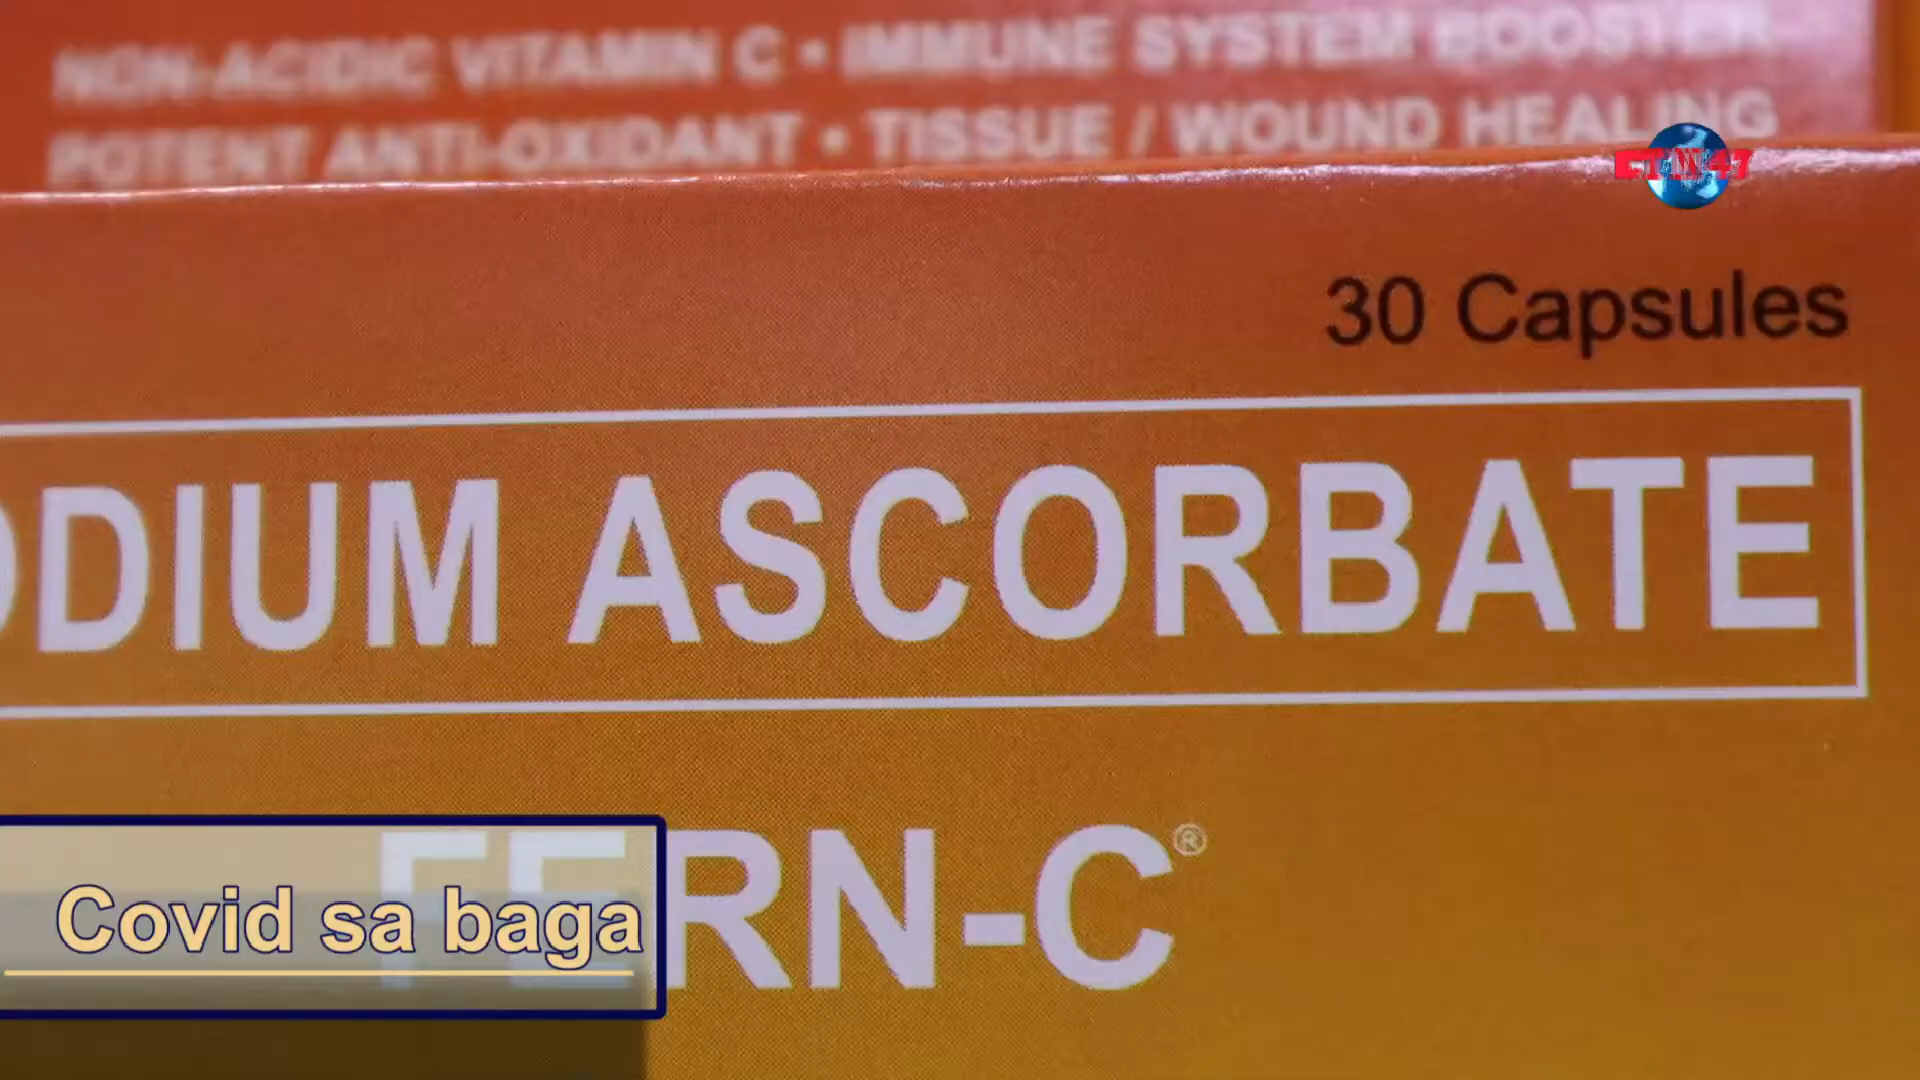 NON-ACIDIC VITAMIN C • IMMUNE SYSTEM BOOSTER
POTENT ANTI-OXIDANT • TISSUE / WOUND HEALING
30 Capsules
ODIUM ASCORBATE
FERN-C®
Covid sa baga